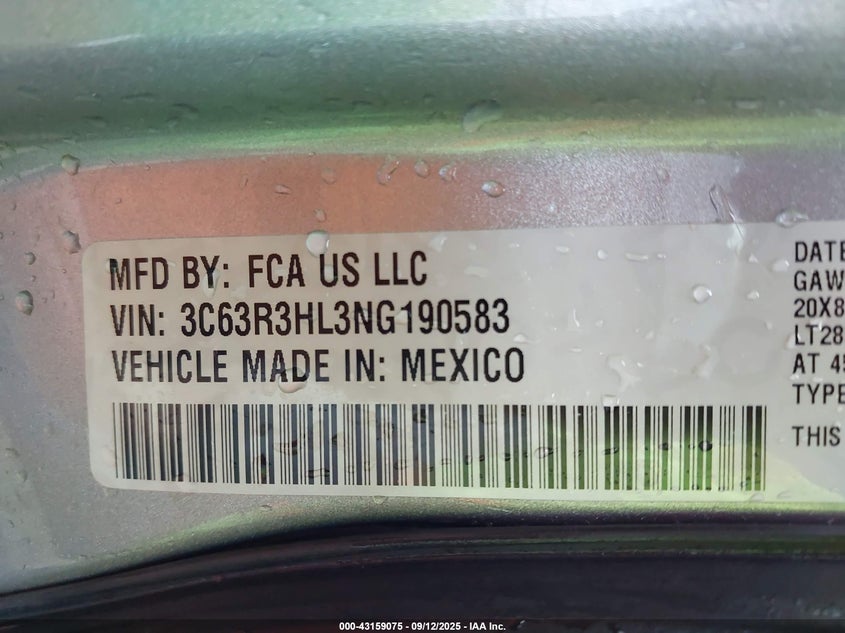 MFD BY: FCA US LLC
VIN: 3C63R3HL3NG190583
VEHICLE MADE IN: MEXICO
DATE
GAW
20X8
LT28
AT 45
TYPE
THIS
000-43159075 - 09/12/2025 - IAA Inc.